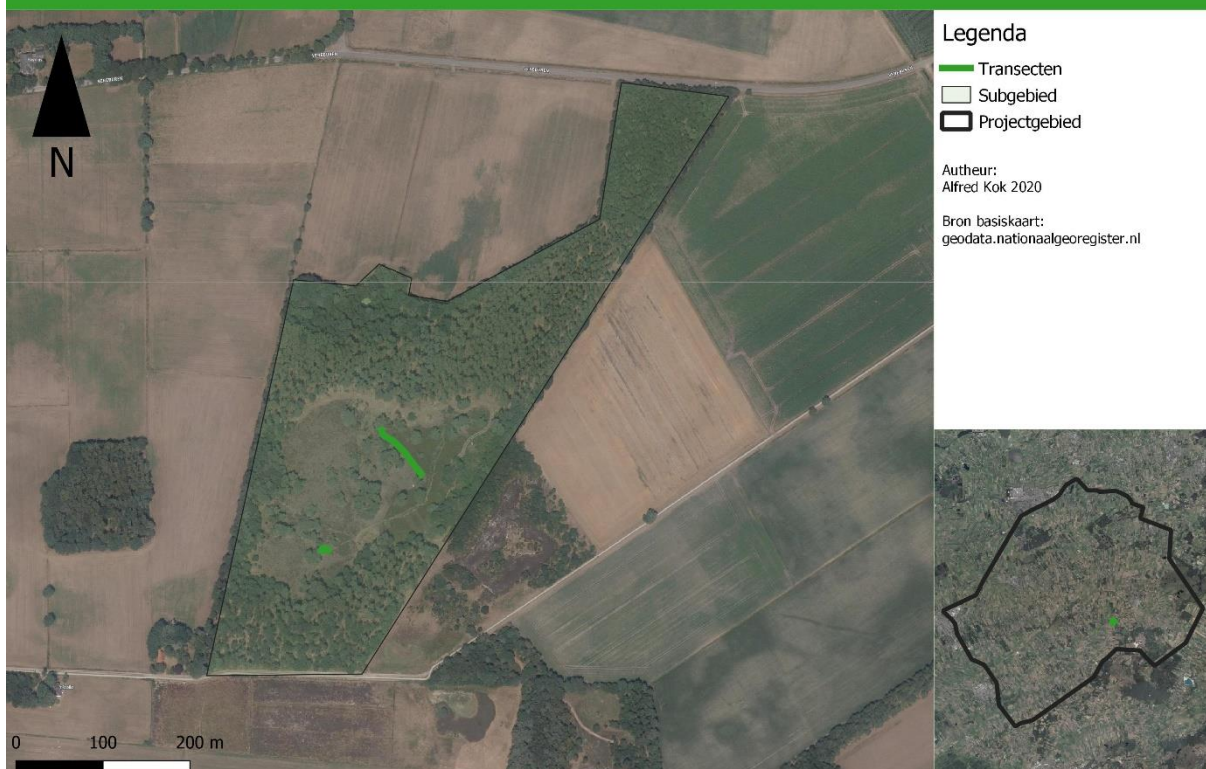 N
0 100 200 m
Legenda
Transecten
Subgebied
Projectgebied
Autheur:
Alfred Kok 2020
Bron basiskaart:
geodata.nationaalgeoregister.nl